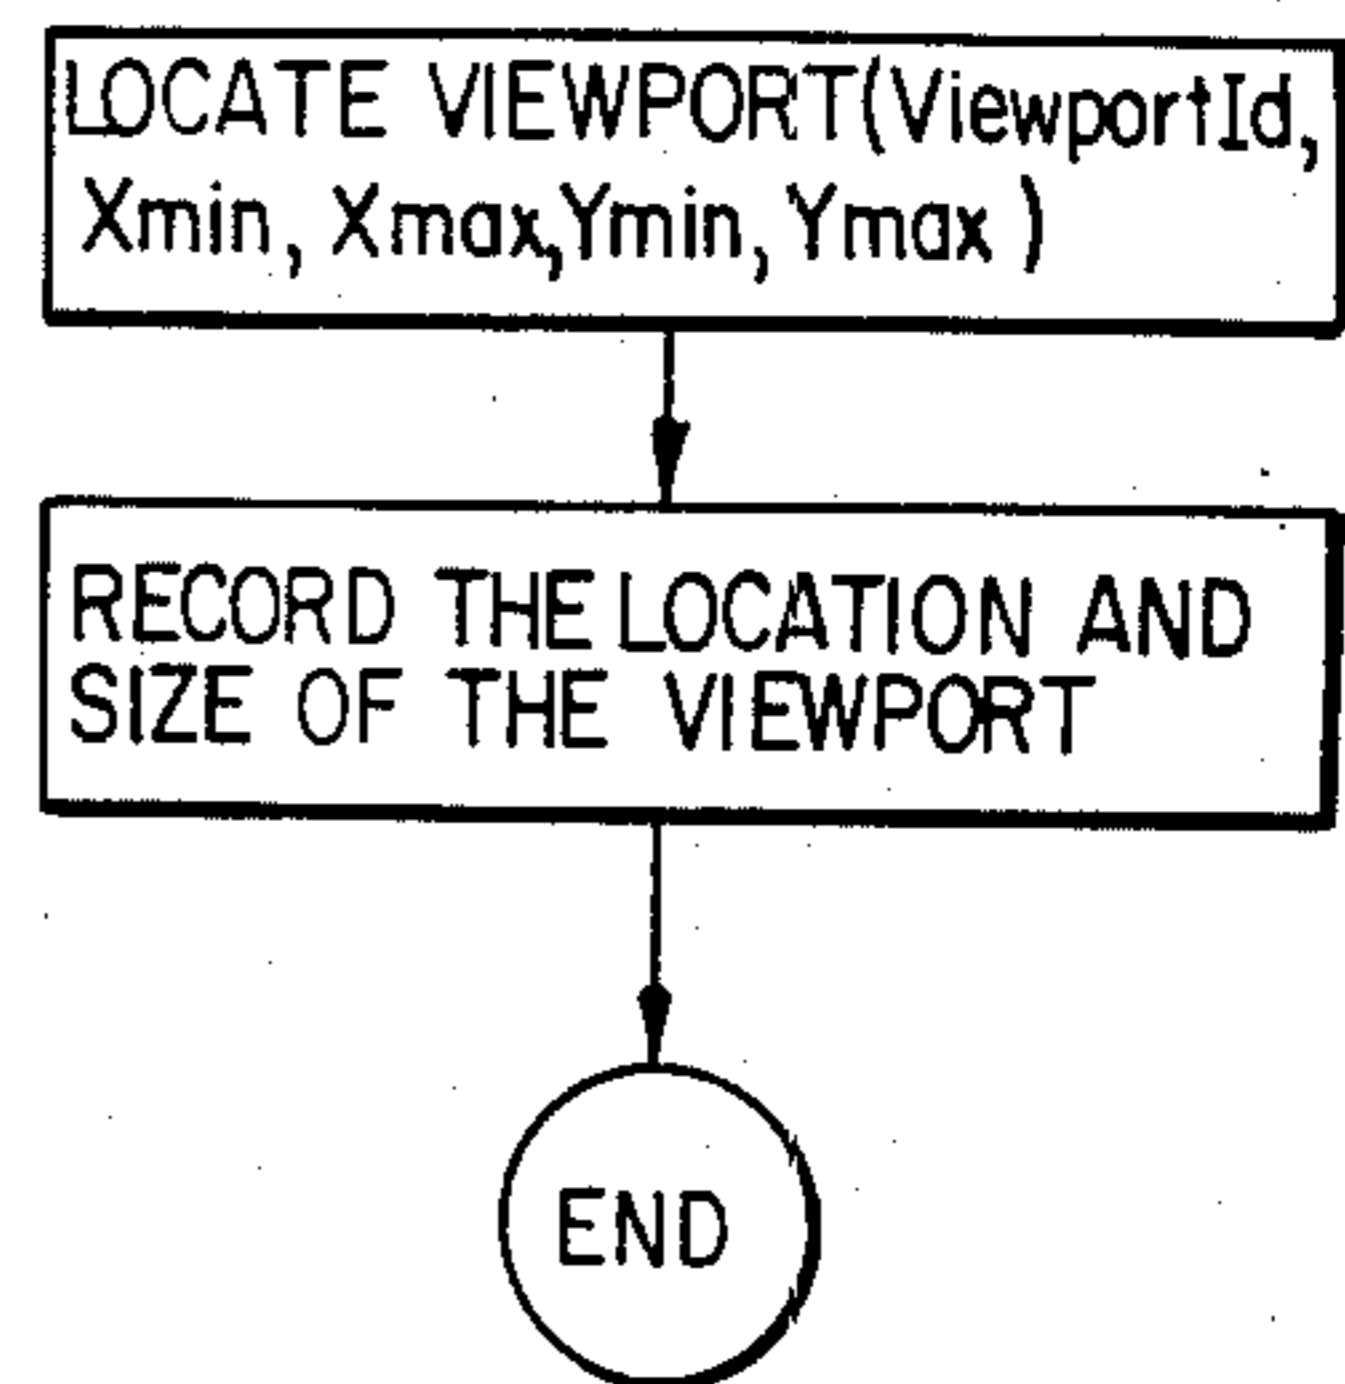 LOCATE VIEWPORT(ViewportId,
Xmin, Xmax,Ymin, Ymax)
RECORD THE LOCATION AND
SIZE OF THE VIEWPORT
END